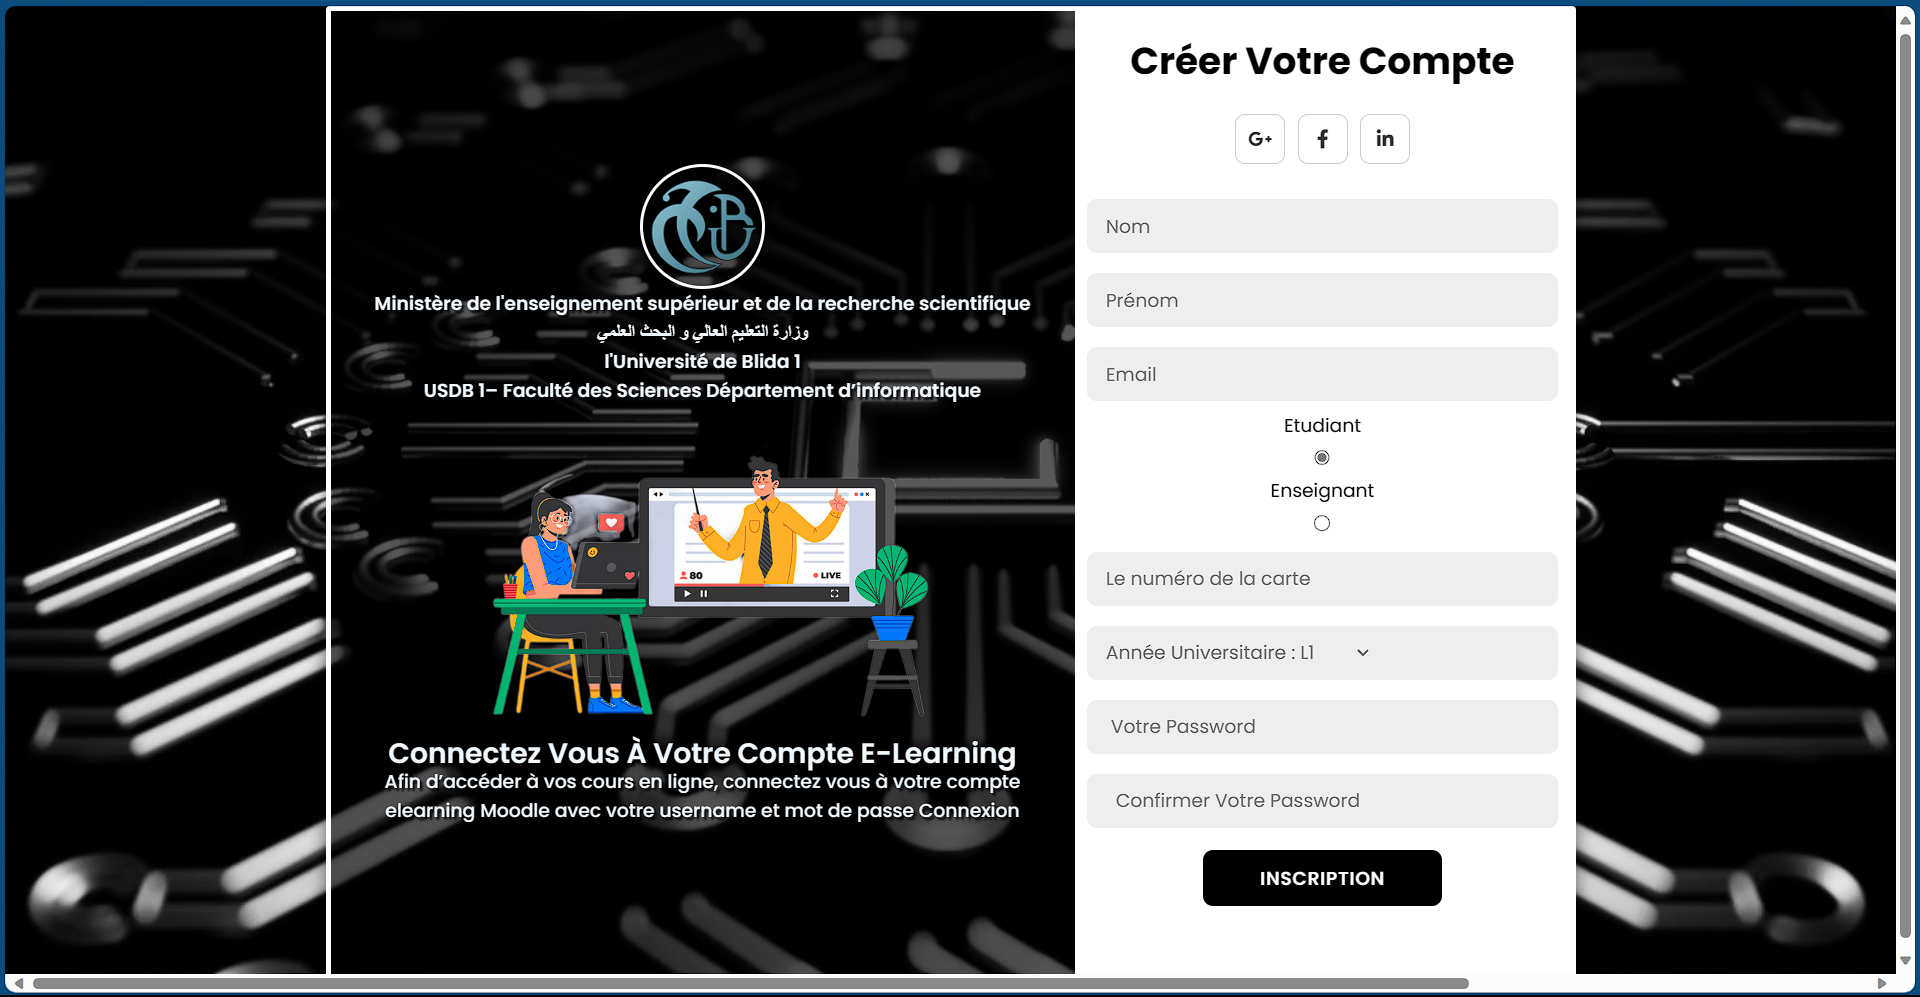 Ministère de l'enseignement supérieur et de la recherche scientifique
وزارة التعليم العالي و البحث العلمي
l'Université de Blida 1
USDB 1– Faculté des Sciences Département d’informatique
80
LIVE
Connectez Vous À Votre Compte E-Learning
Afin d’accéder à vos cours en ligne, connectez vous à votre compte
elearning Moodle avec votre username et mot de passe Connexion
Créer Votre Compte
G+
f
in
Nom
Prénom
Email
Etudiant
Enseignant
Le numéro de la carte
Année Universitaire : L1
Votre Password
Confirmer Votre Password
INSCRIPTION